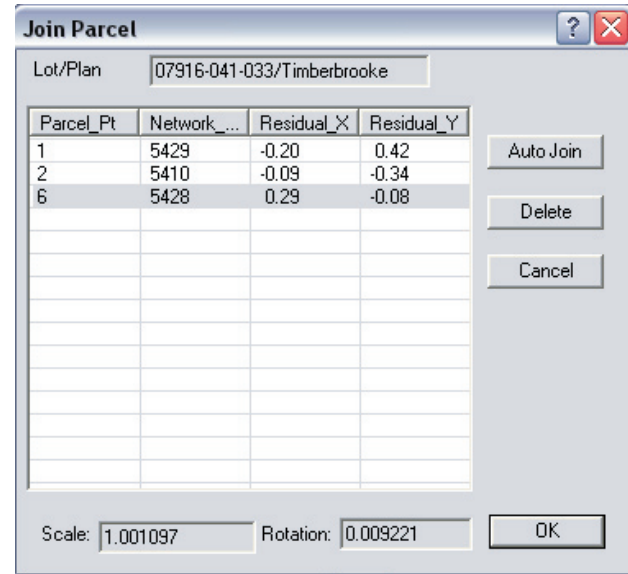 Join Parcel
Lot/Plan 07916-041-033/Timberbrooke
Parcel_Pt Network_... Residual_X Residual_Y
1 5429 -0.20 0.42
2 5410 -0.09 -0.34
6 5428 0.29 -0.08
Auto Join
Delete
Cancel
Scale: 1.001097 Rotation: 0.009221 OK